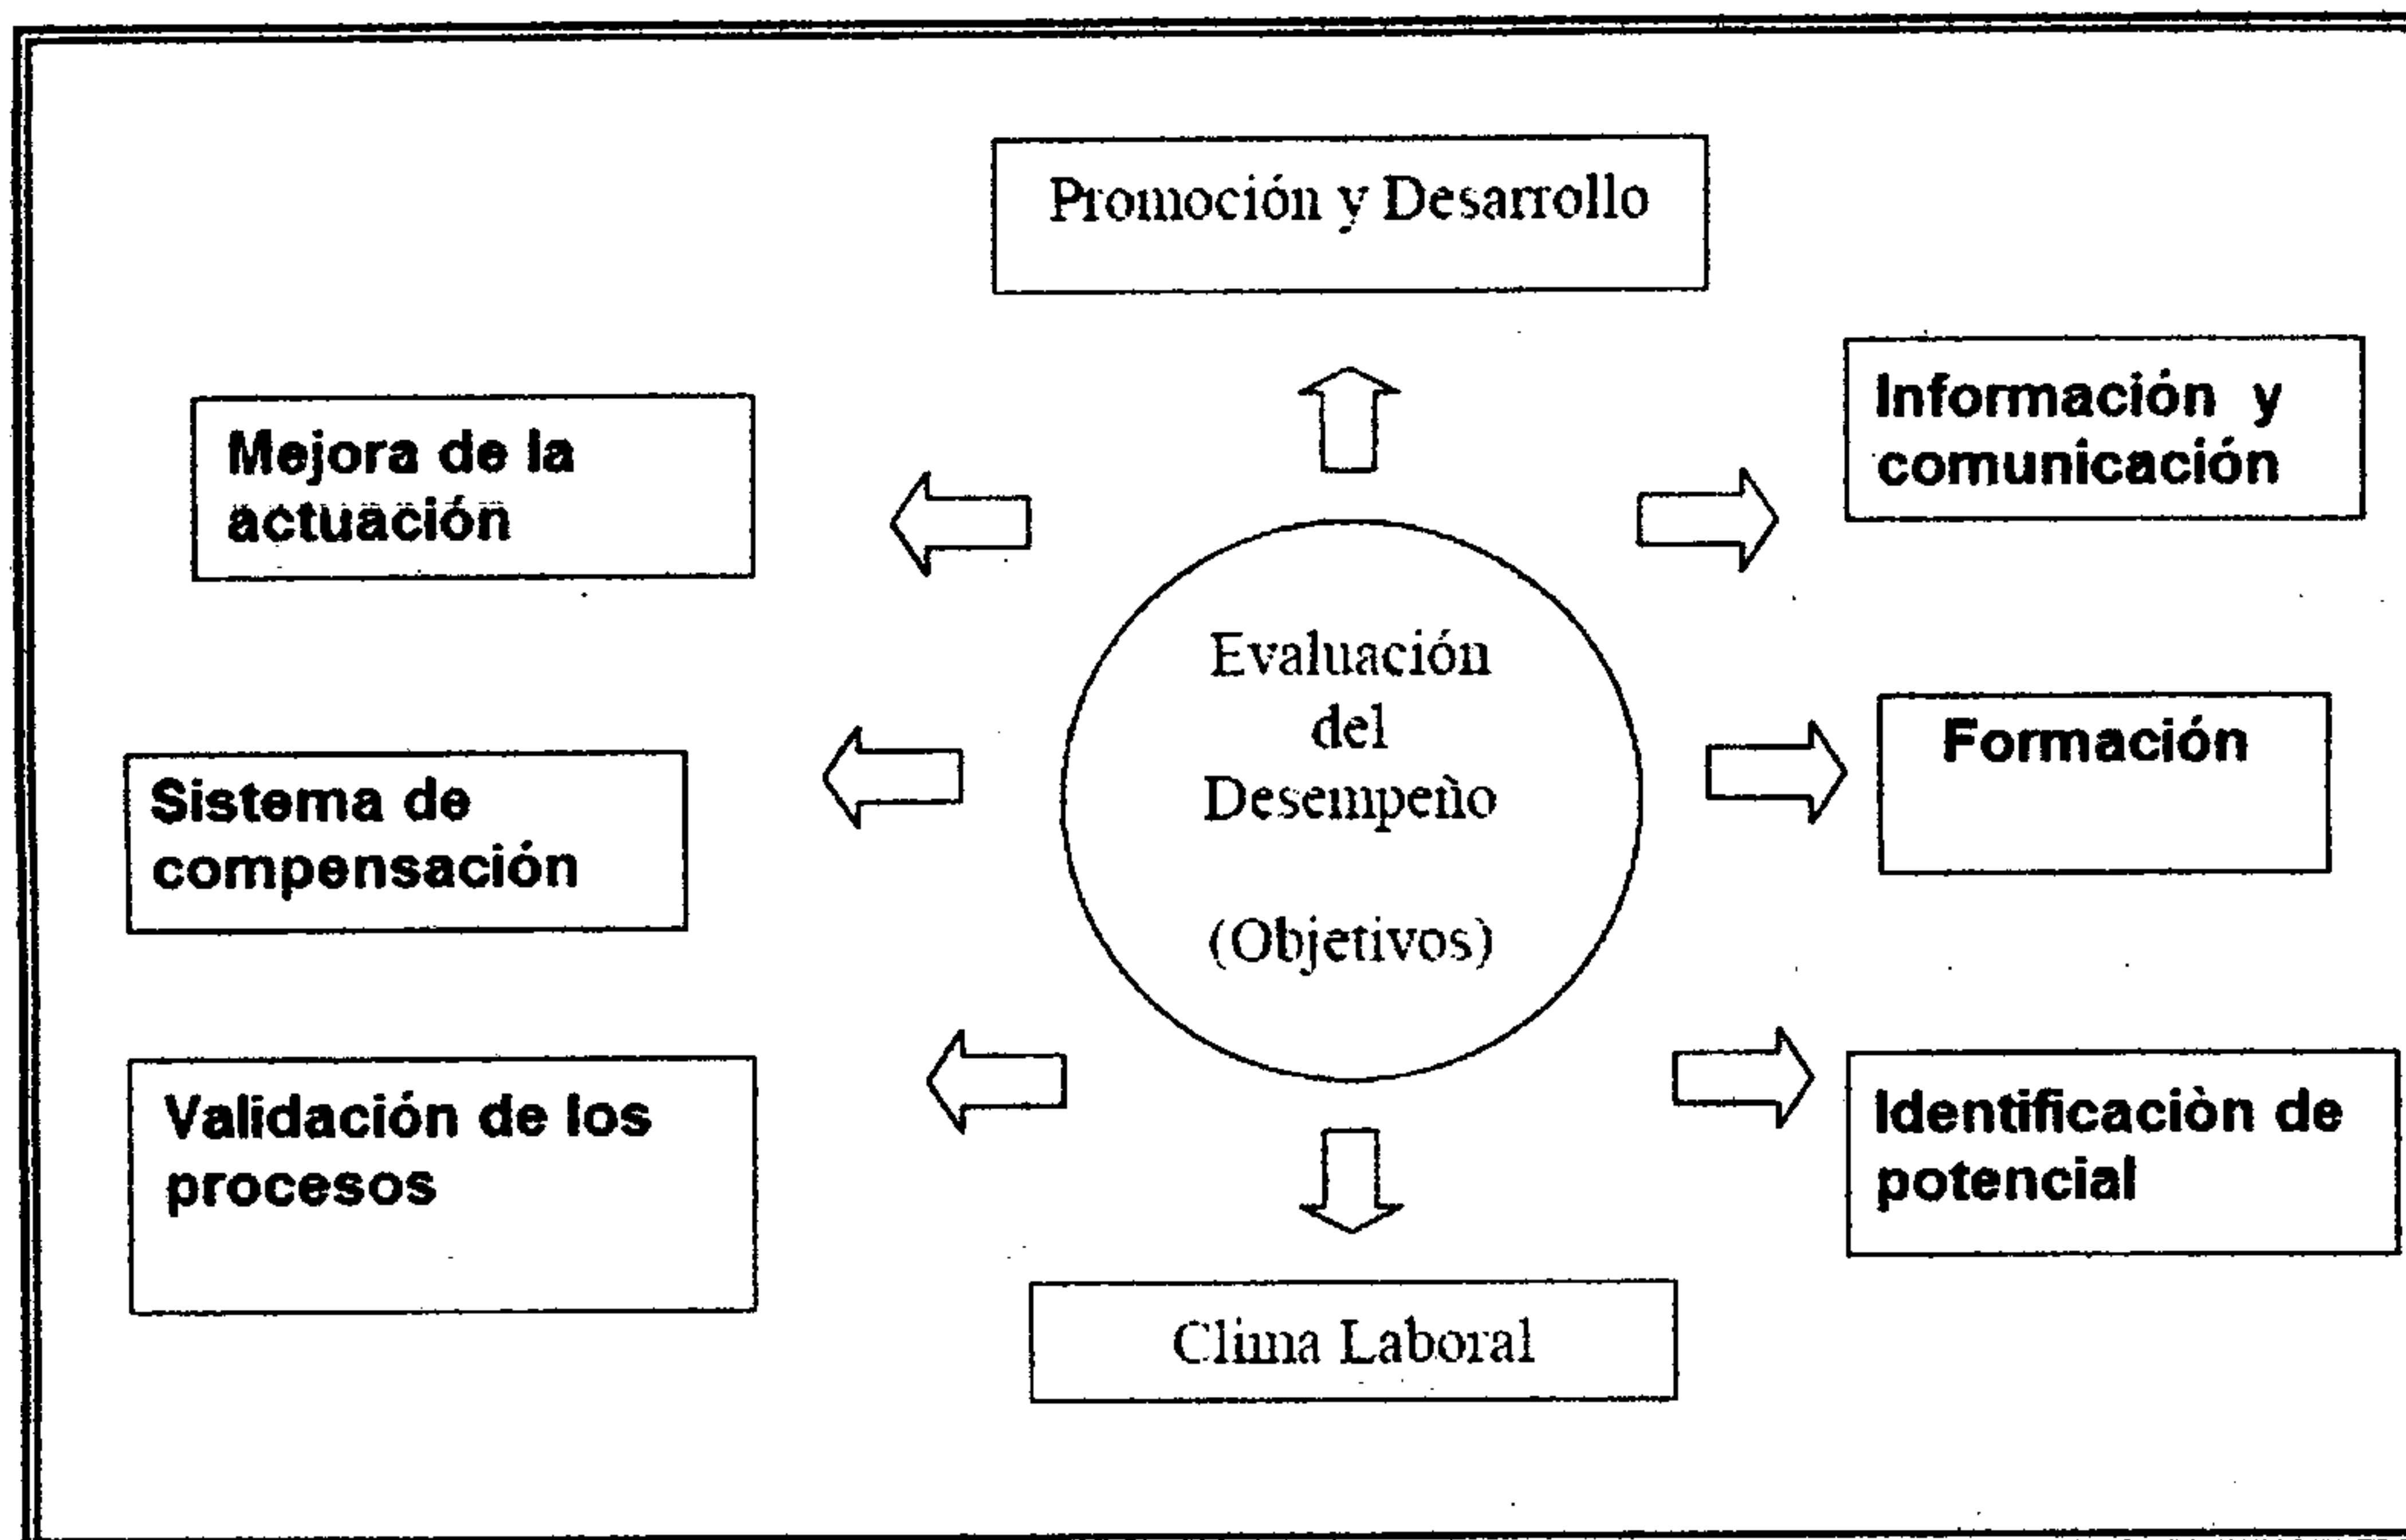 Promoción y Desarrollo
Información y
comunicación
Mejora de la
actuación
Evaluación
del
Desempeño
(Objetivos)
Formación
Sistema de
compensación
Validación de los
procesos
Identificaciòn de
potencial
Clima Laboral